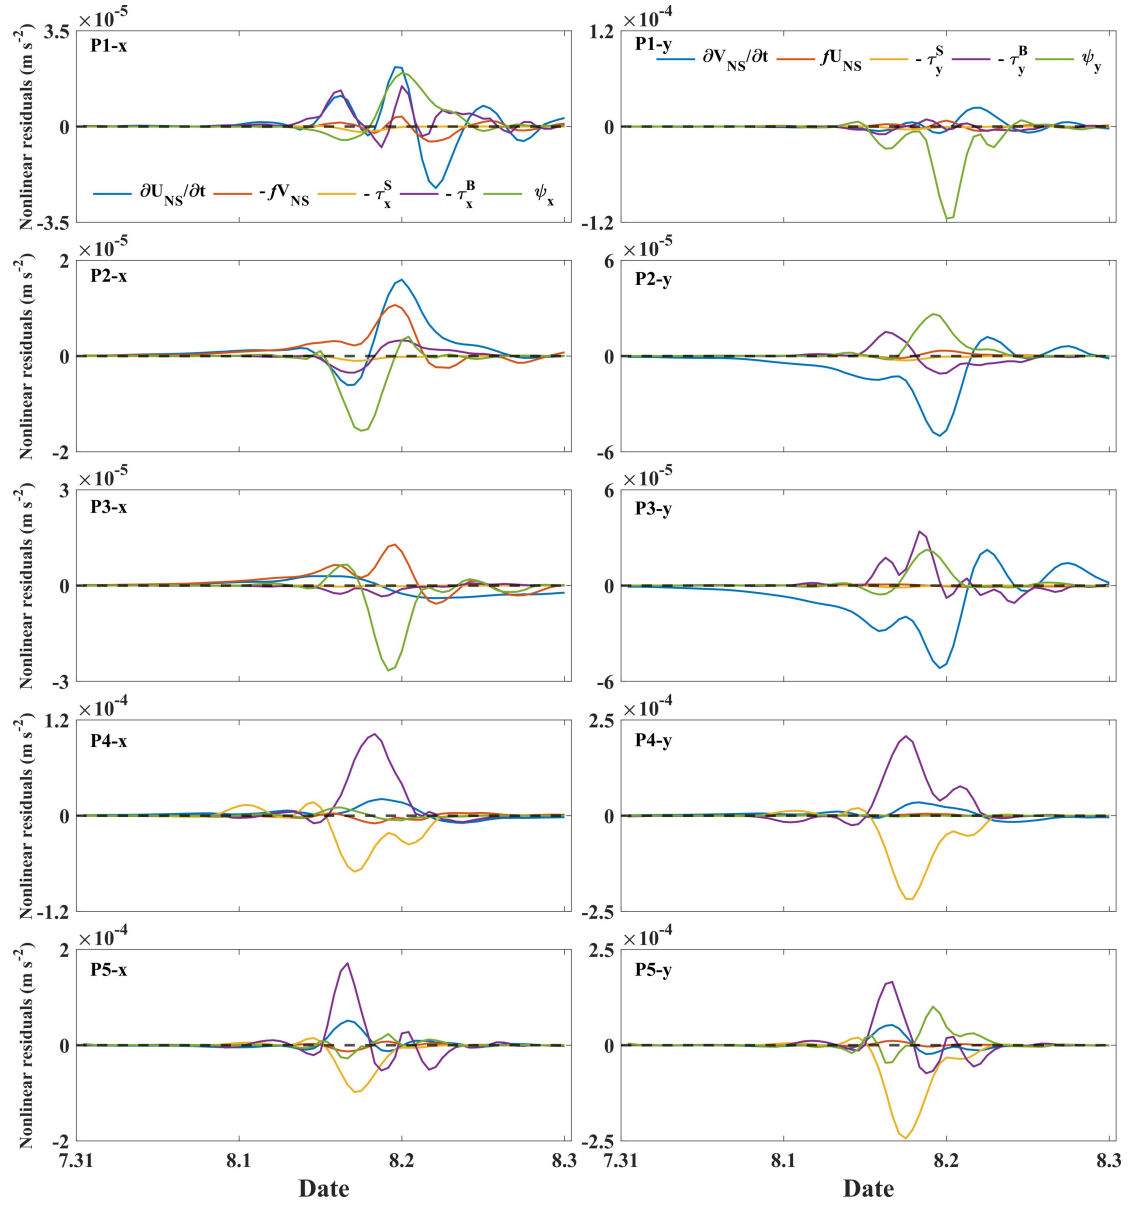 ×10⁻⁵ ×10⁻⁴
3.5 P1-x 1.2 P1-y ∂V_NS/∂t fU_NS - τ_y^S - τ_y^B ψ_y
Nonlinear residuals (m s⁻²)
0 0
∂U_NS/∂t - fV_NS - τ_x^S - τ_x^B ψ_x
-3.5 -1.2
×10⁻⁵ ×10⁻⁵
2 P2-x 6 P2-y
Nonlinear residuals (m s⁻²)
0 0
-2 -6
×10⁻⁵ ×10⁻⁵
3 P3-x 6 P3-y
Nonlinear residuals (m s⁻²)
0 0
-3 -6
×10⁻⁴ ×10⁻⁴
1.2 P4-x 2.5 P4-y
Nonlinear residuals (m s⁻²)
0 0
-1.2 -2.5
×10⁻⁴ ×10⁻⁴
2 P5-x 2.5 P5-y
Nonlinear residuals (m s⁻²)
0 0
-2 -2.5
7.31 8.1 8.2 8.3 7.31 8.1 8.2 8.3
Date Date